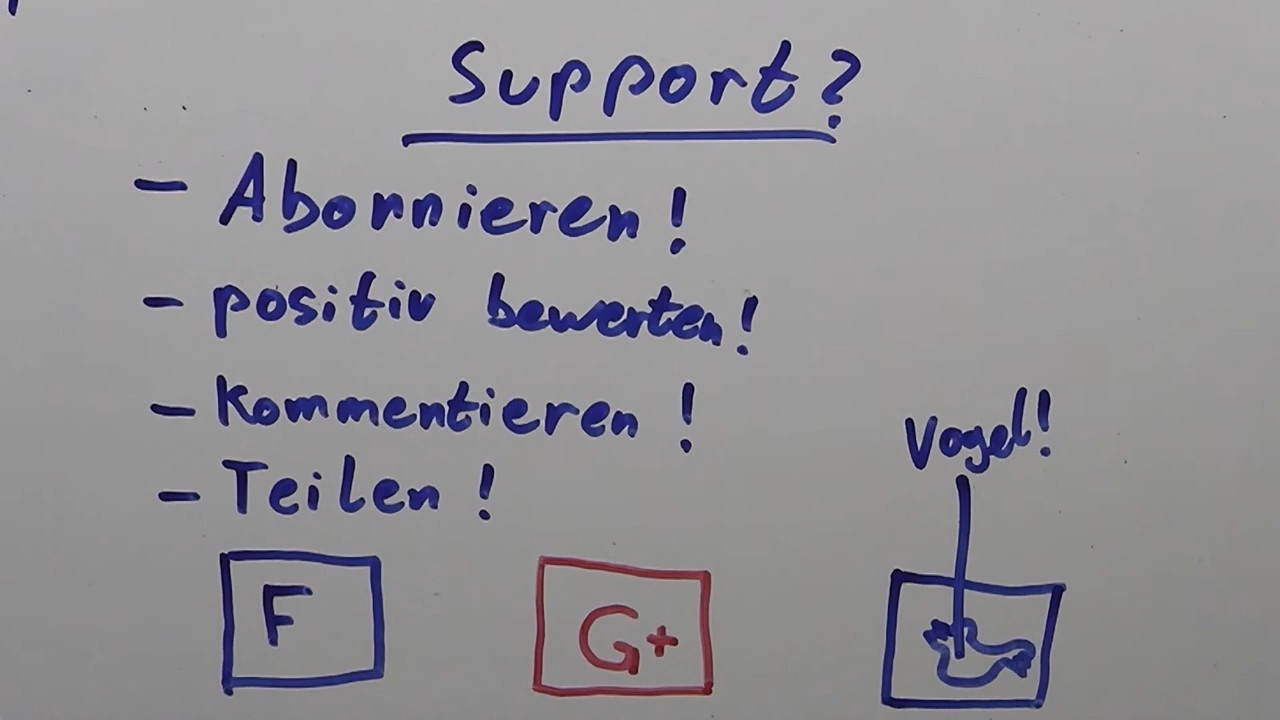 Support?
- Abonnieren!
- positiv bewerten!
- Kommentieren!
- Teilen!
Vogel!
F
G+